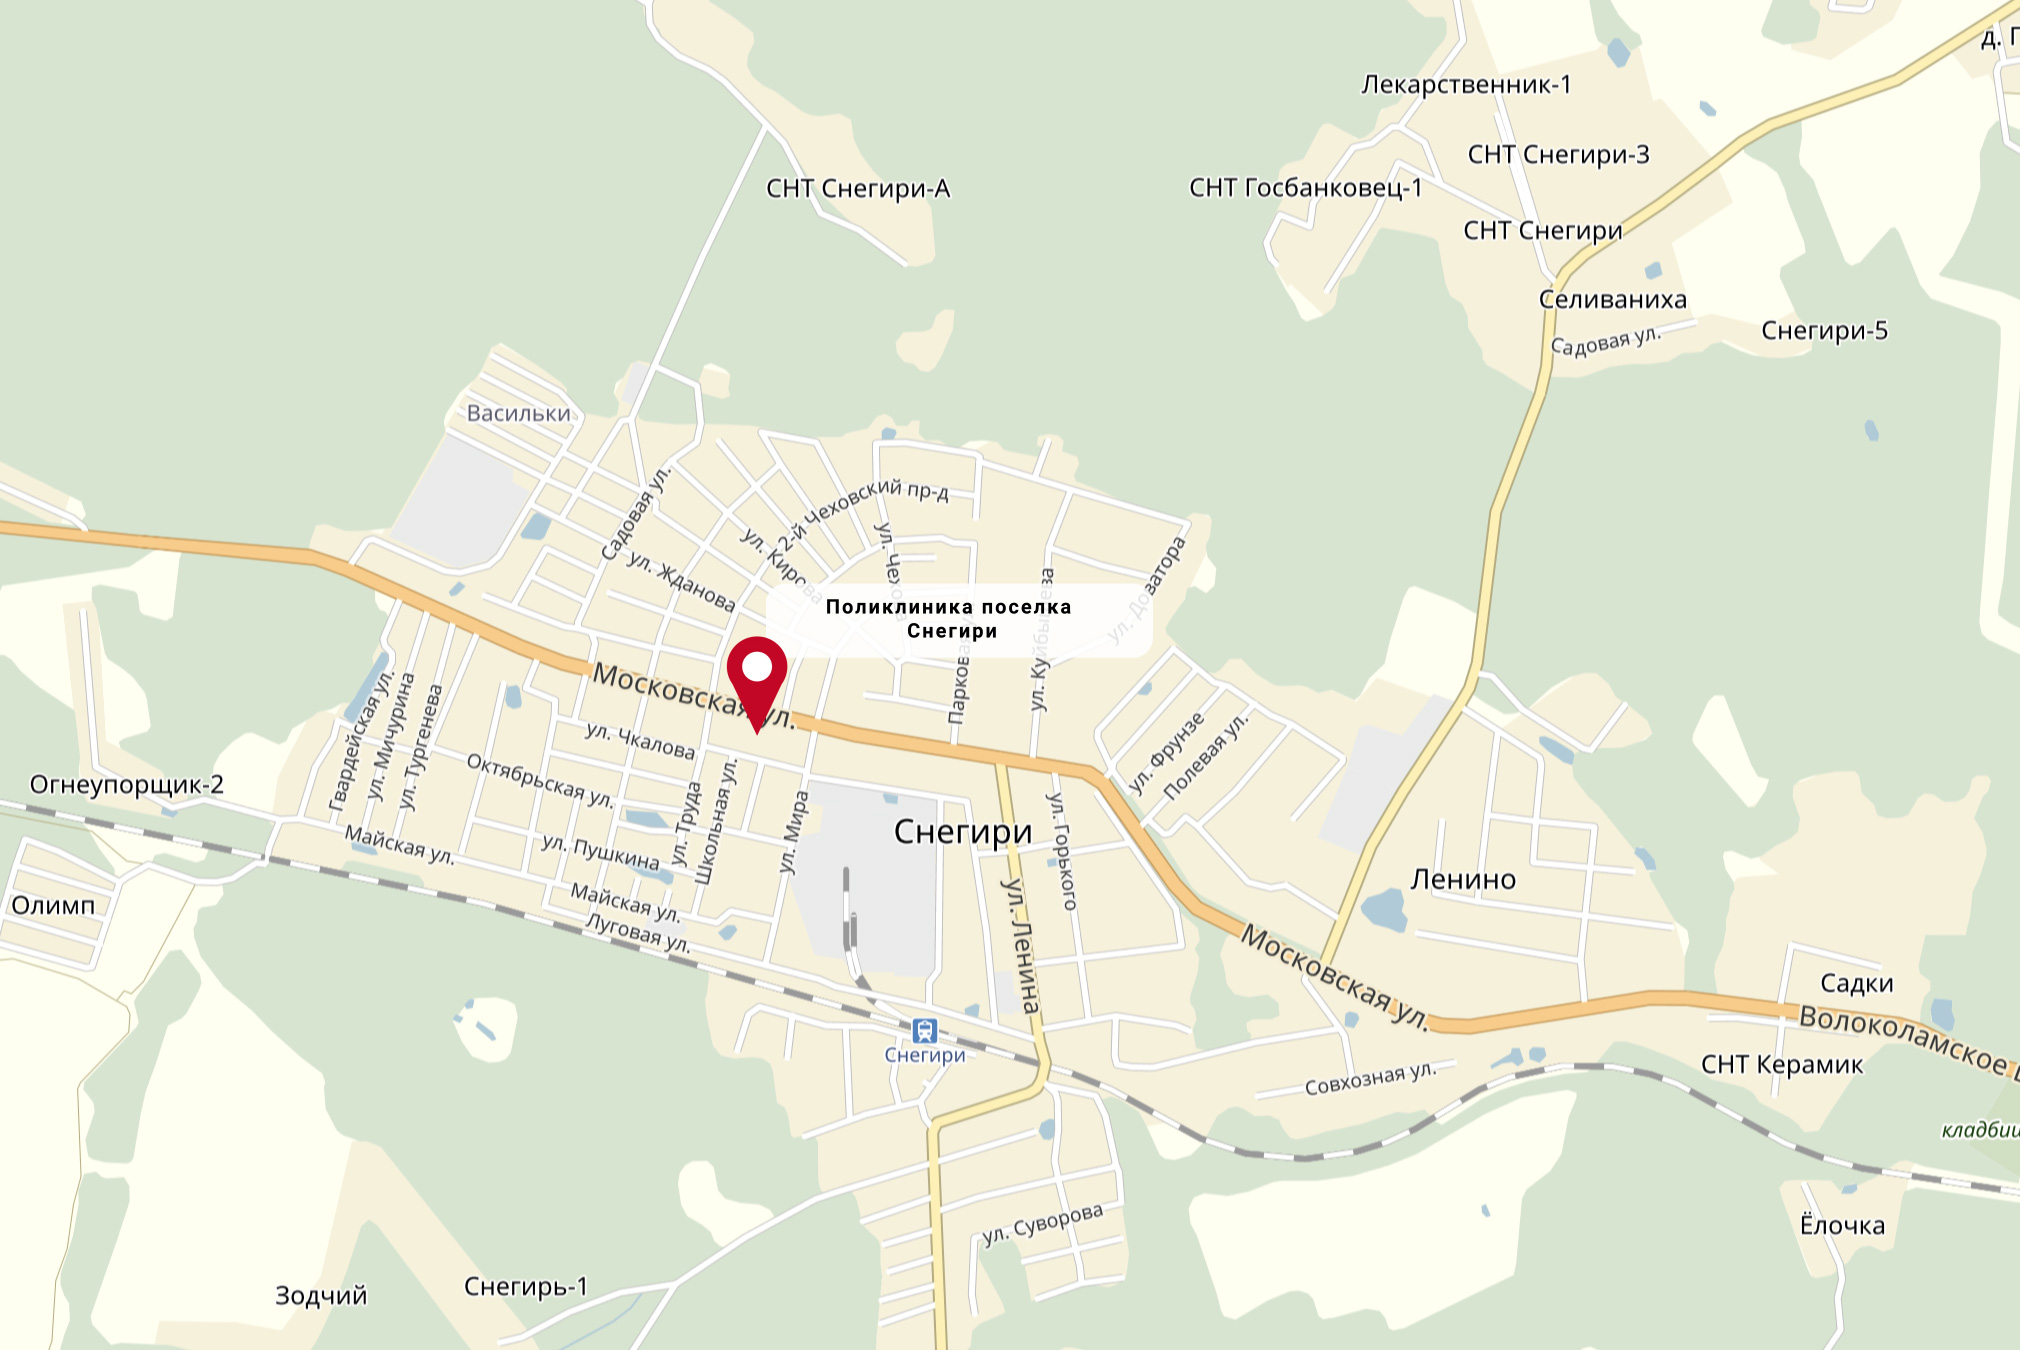 д. Г
Лекарственник-1
СНТ Снегири-3
СНТ Снегири-А
СНТ Госбанковец-1
СНТ Снегири
Селиваниха
Садовая ул.
Снегири-5
Васильки
2-й Чеховский пр-д
Садовая ул.
ул. Кирова
ул. Чехова
ул. Жданова
ул. Куйбышева
ул. Дозатора
Поликлиника поселка
Снегири
Парковая ул.
Московская ул.
Гвардейская ул.
ул. Мичурина
ул. Тургенева
ул. Чкалова
Октябрьская ул.
ул. Фрунзе
Полевая ул.
Огнеупорщик-2
ул. Труда
Школьная ул.
ул. Мира
Снегири
ул. Горького
Майская ул.
ул. Пушкина
Ленино
Олимп
Майская ул.
Луговая ул.
ул. Ленина
Московская ул.
Садки
Волоколамское
Снегири
СНТ Керамик
Совхозная ул.
кладбищ
ул. Суворова
Ёлочка
Снегирь-1
Зодчий